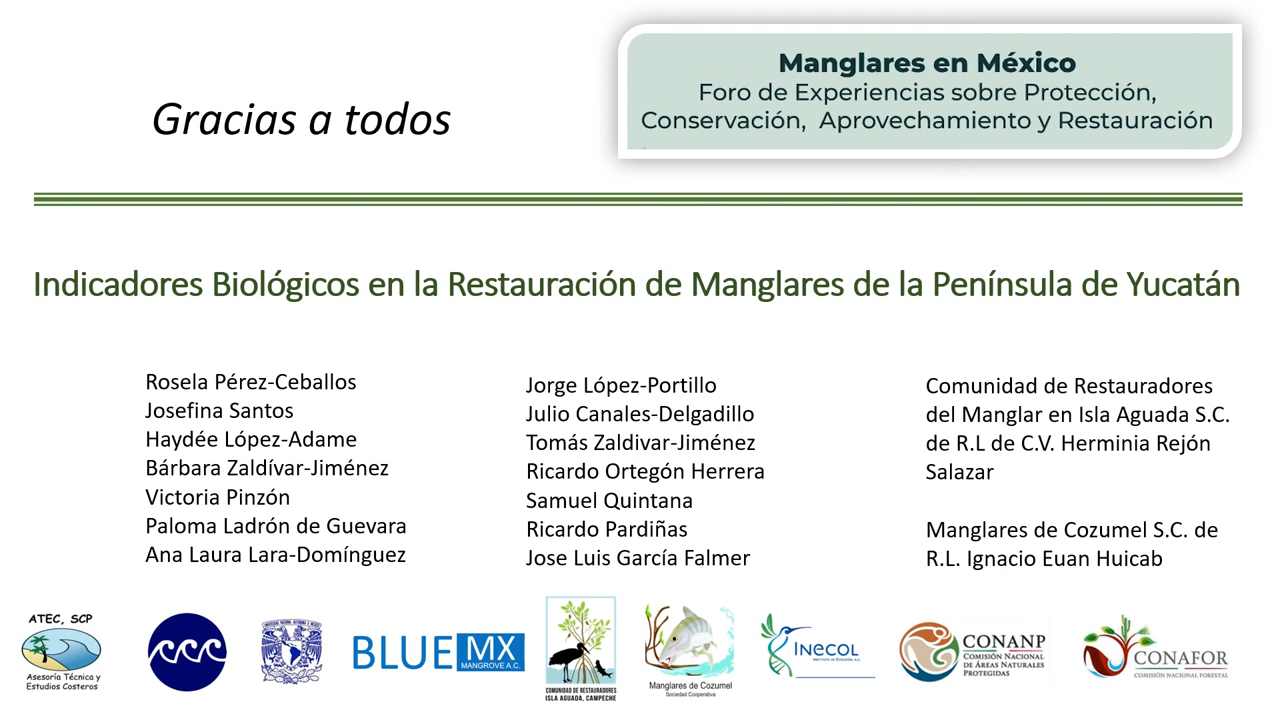 Gracias a todos
Manglares en México
Foro de Experiencias sobre Protección,
Conservación, Aprovechamiento y Restauración
Indicadores Biológicos en la Restauración de Manglares de la Península de Yucatán
Rosela Pérez-Ceballos
Josefina Santos
Haydée López-Adame
Bárbara Zaldívar-Jiménez
Victoria Pinzón
Paloma Ladrón de Guevara
Ana Laura Lara-Domínguez
Jorge López-Portillo
Julio Canales-Delgadillo
Tomás Zaldivar-Jiménez
Ricardo Ortegón Herrera
Samuel Quintana
Ricardo Pardiñas
Jose Luis García Falmer
Comunidad de Restauradores
del Manglar en Isla Aguada S.C.
de R.L de C.V. Herminia Rejón
Salazar
Manglares de Cozumel S.C. de
R.L. Ignacio Euan Huicab
ATEC, SCP
Asesoría Técnica y
Estudios Costeros
BLUE MX
MANGROVE A.C.
COMUNIDAD DE RESTAURADORES
ISLA AGUADA, CAMPECHE
Manglares de Cozumel
Sociedad Cooperativa
INECOL
INSTITUTO DE ECOLOGÍA, A.C.
CONANP
COMISIÓN NACIONAL
DE ÁREAS NATURALES
PROTEGIDAS
CONAFOR
COMISIÓN NACIONAL FORESTAL